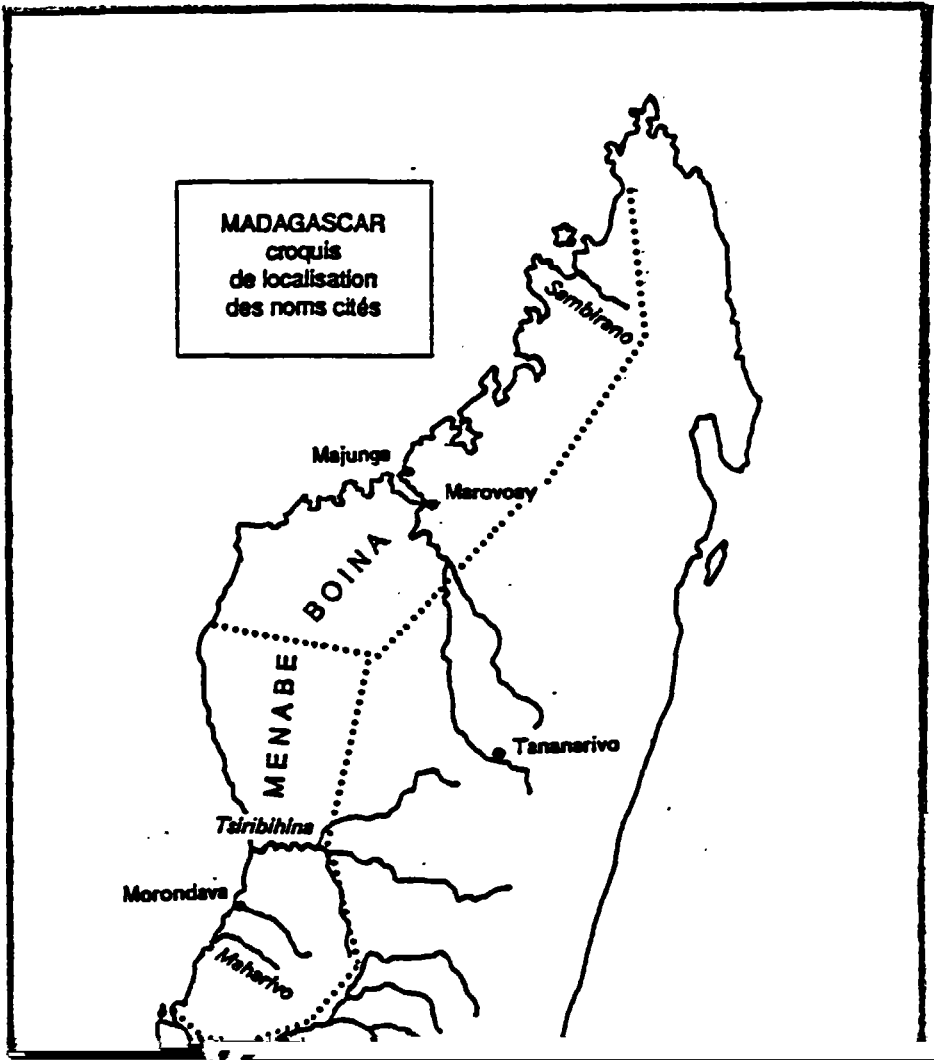 MADAGASCAR
croquis
de localisation
des noms cités
Sambirano
Majunga
Marovoay
BOINA
MENABE
Tananarivo
Tsiribihina
Morondava
Maharivo